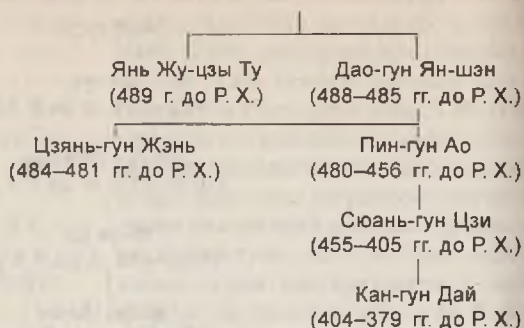 Янь Жу-цзы Ту
(489 г. до Р. Х.)
Дао-гун Ян-шэн
(488–485 гг. до Р. Х.)
Цзянь-гун Жэнь
(484–481 гг. до Р. Х.)
Пин-гун Ао
(480–456 гг. до Р. Х.)
Сюань-гун Цзи
(455–405 гг. до Р. Х.)
Кан-гун Дай
(404–379 гг. до Р. Х.)